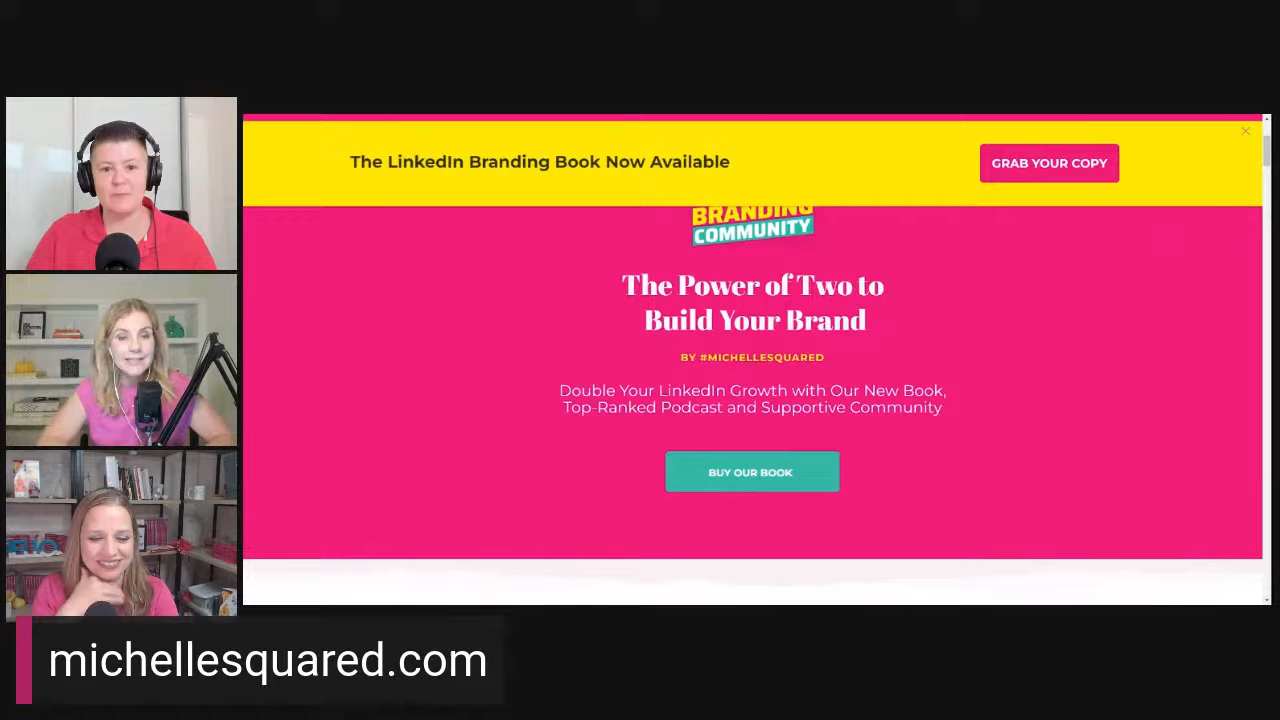 The LinkedIn Branding Book Now Available
GRAB YOUR COPY
BRANDING
COMMUNITY
The Power of Two to
Build Your Brand
BY #MICHELLESQUARED
Double Your LinkedIn Growth with Our New Book,
Top-Ranked Podcast and Supportive Community
BUY OUR BOOK
michellesquared.com